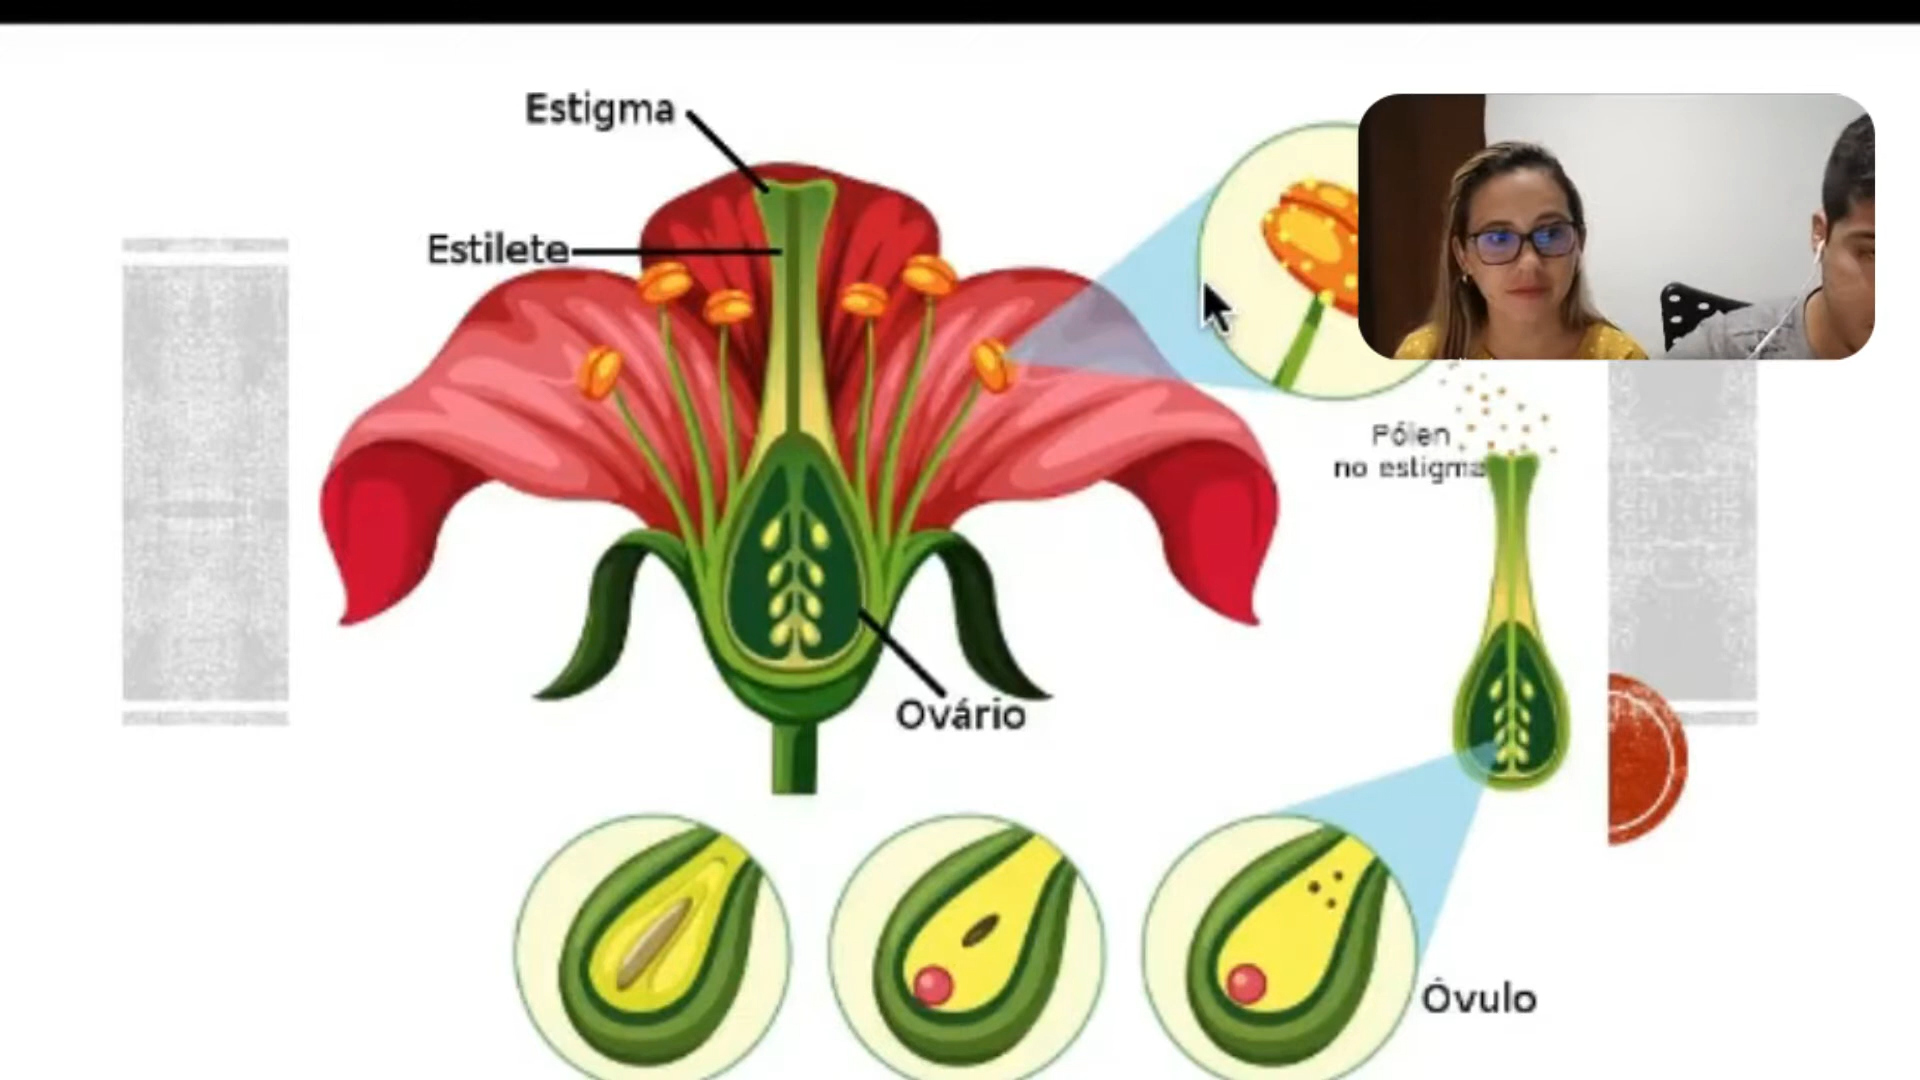 Estigma
Estilete
Pólen
no estigma
Ovário
Óvulo